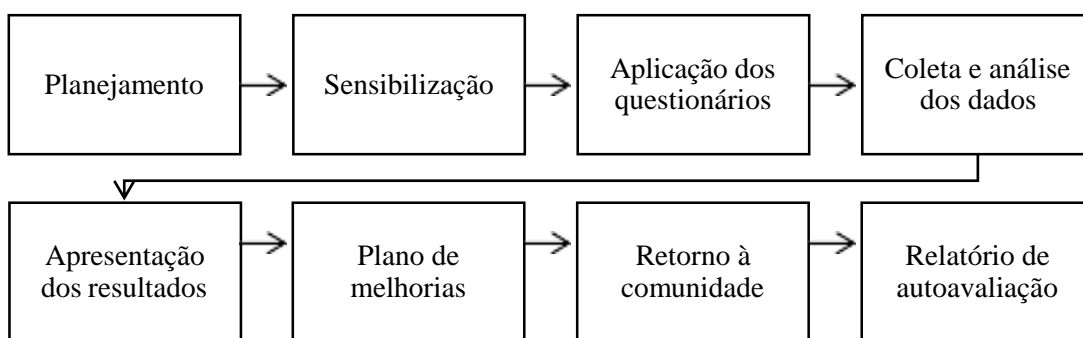 Planejamento
Sensibilização
Aplicação dos
questionários
Coleta e análise
dos dados
Apresentação
dos resultados
Plano de
melhorias
Retorno à
comunidade
Relatório de
autoavaliação